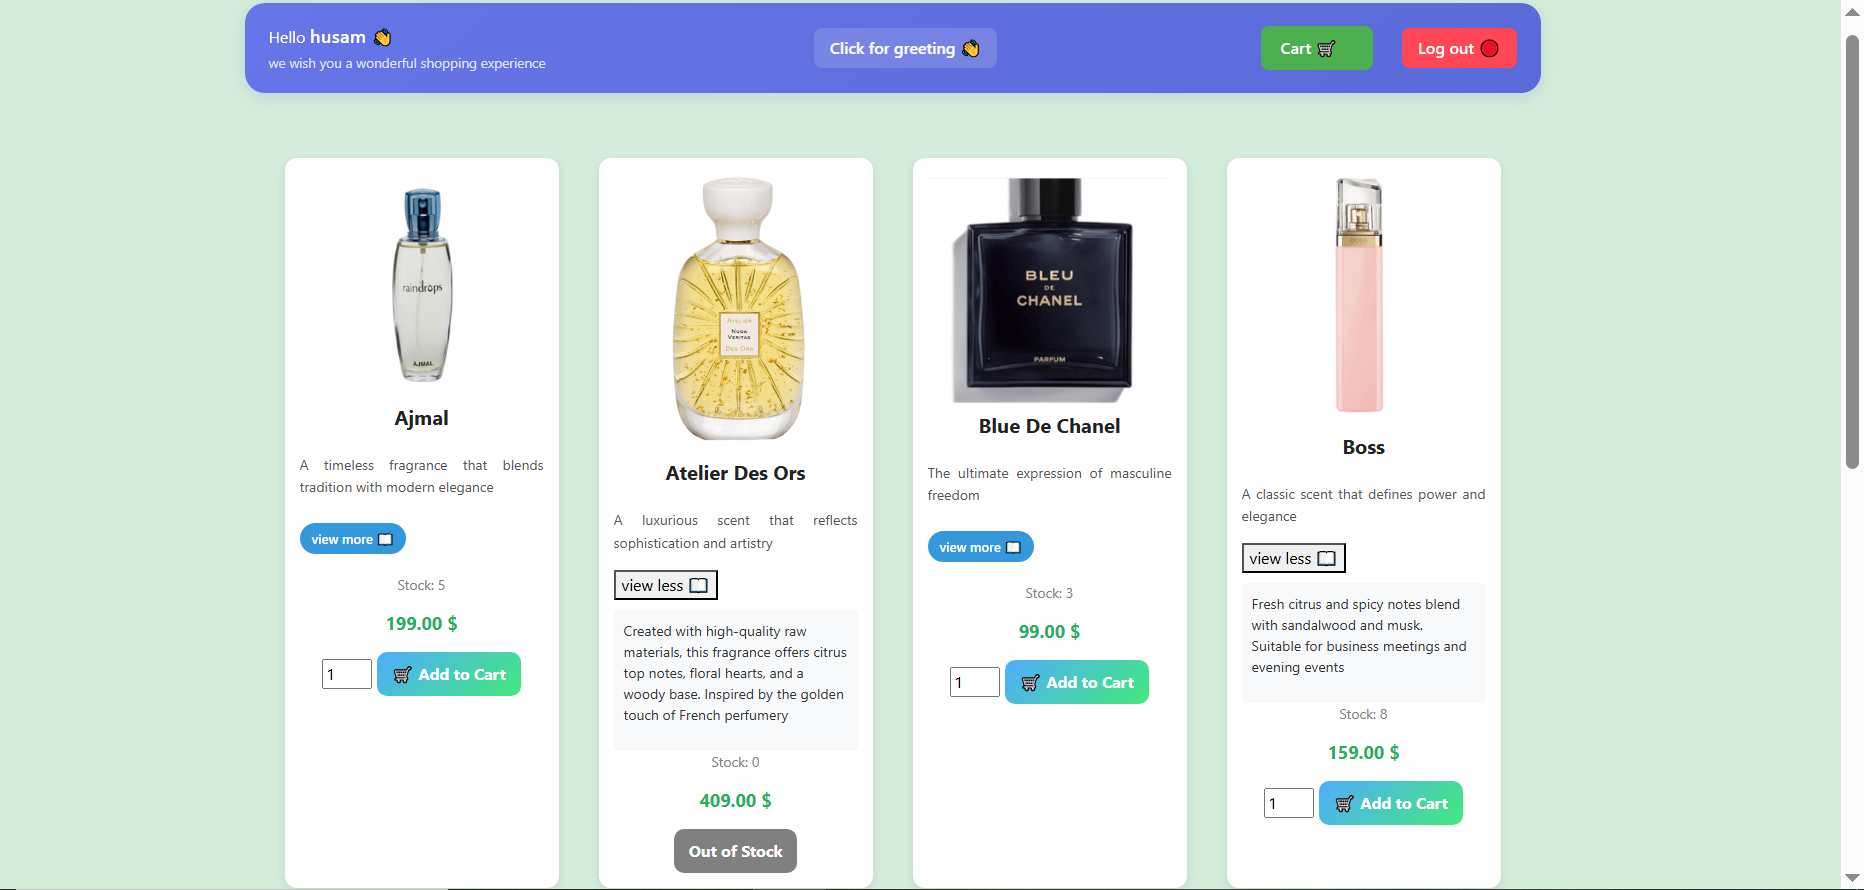 Hello husam 👋
we wish you a wonderful shopping experience
Click for greeting 👋
Cart 🛒
Log out 🔴
raindrops
AJMAL
Ajmal
A timeless fragrance that blends
tradition with modern elegance
view more 📖
Stock: 5
199.00 $
1
🛒 Add to Cart
ATELIER
NUDA
VERITAS
DES ORS
Atelier Des Ors
A luxurious scent that reflects
sophistication and artistry
view less 📖
Created with high-quality raw
materials, this fragrance offers citrus
top notes, floral hearts, and a
woody base. Inspired by the golden
touch of French perfumery
Stock: 0
409.00 $
Out of Stock
BLEU
DE
CHANEL
PARFUM
Blue De Chanel
The ultimate expression of masculine
freedom
view more 📖
Stock: 3
99.00 $
1
🛒 Add to Cart
BOSS
Boss
A classic scent that defines power and
elegance
view less 📖
Fresh citrus and spicy notes blend
with sandalwood and musk.
Suitable for business meetings and
evening events
Stock: 8
159.00 $
1
🛒 Add to Cart